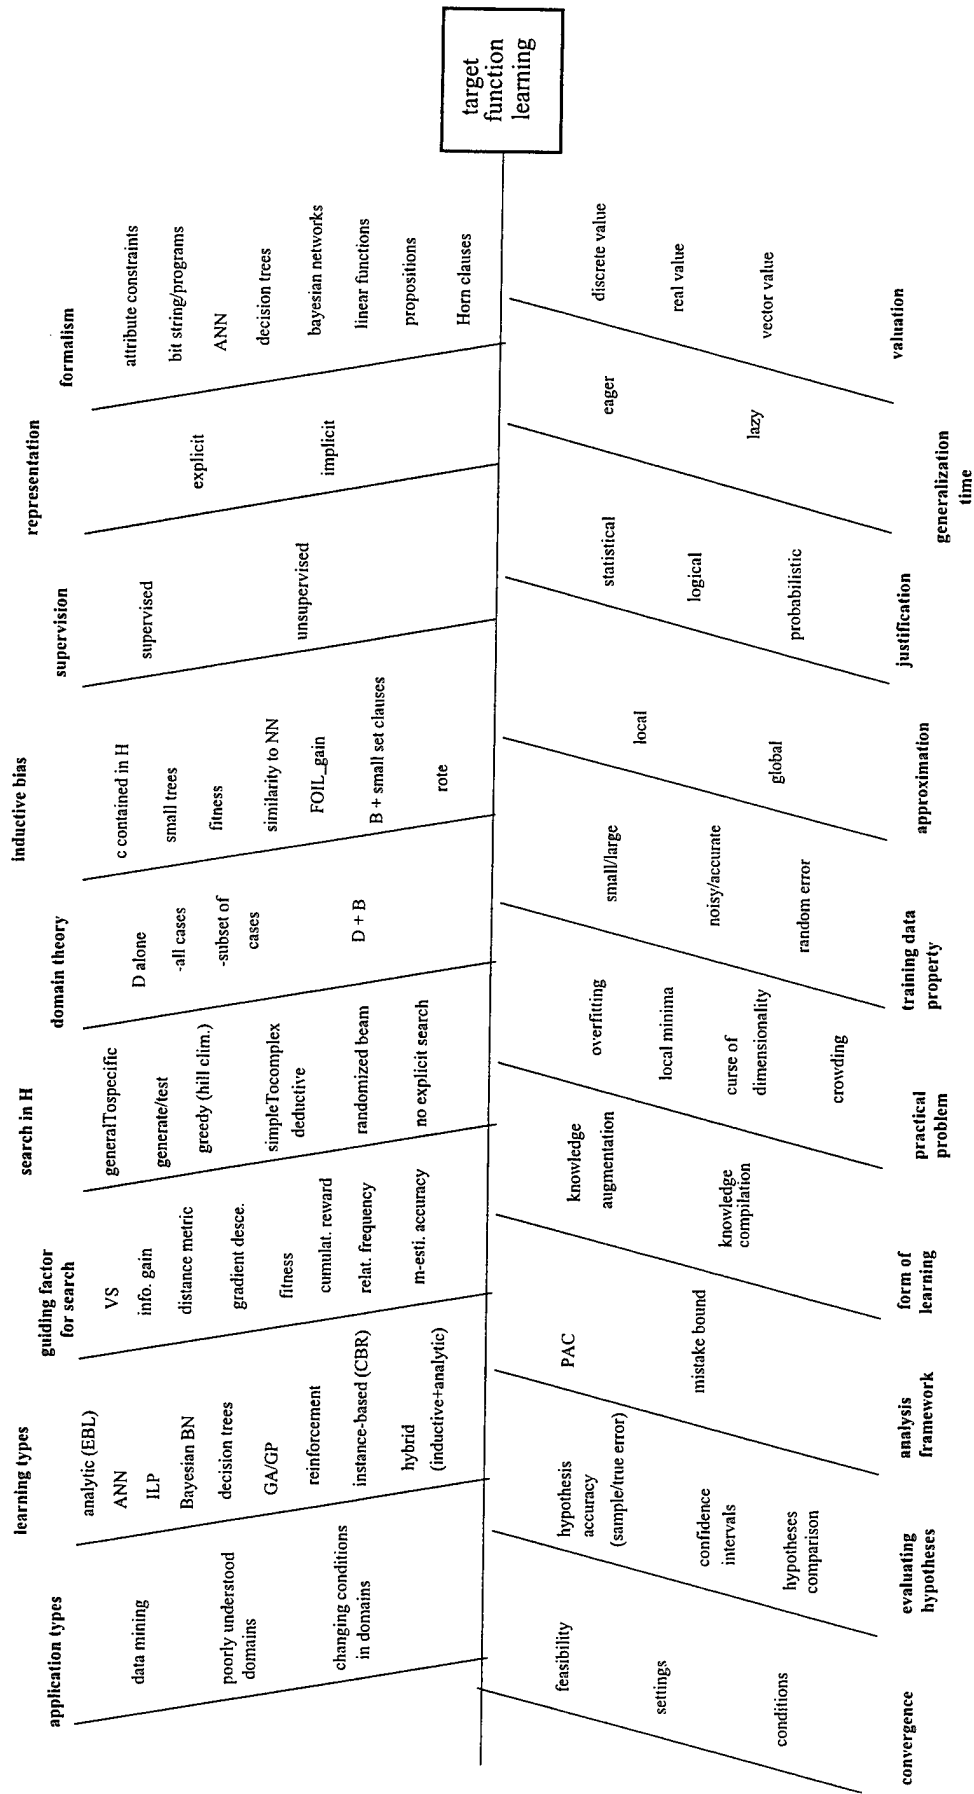 application types
data mining
poorly understood
domains
changing conditions
in domains
learning types
analytic (EBL)
ANN
ILP
Bayesian BN
decision trees
GA/GP
reinforcement
instance-based (CBR)
hybrid
(inductive+analytic)
guiding factor
for search
VS
info. gain
distance metric
gradient desce.
fitness
cumulat. reward
relat. frequency
m-esti. accuracy
search in H
generalTospecific
generate/test
greedy (hill clim.)
simpleTocomplex
deductive
randomized beam
no explicit search
domain theory
D alone
-all cases
-subset of
cases
D + B
inductive bias
c contained in H
small trees
fitness
similarity to NN
FOIL_gain
B + small set clauses
rote
supervision
supervised
unsupervised
representation
explicit
implicit
formalism
attribute constraints
bit string/programs
ANN
decision trees
bayesian networks
linear functions
propositions
Horn clauses
target
function
learning
convergence
feasibility
settings
conditions
evaluating
hypotheses
hypothesis
accuracy
(sample/true error)
confidence
intervals
hypotheses
comparison
analysis
framework
PAC
mistake bound
form of
learning
knowledge
augmentation
knowledge
compilation
practical
problem
overfitting
local minima
curse of
dimensionality
crowding
training data
property
small/large
noisy/accurate
random error
approximation
local
global
justification
statistical
logical
probabilistic
generalization
time
eager
lazy
valuation
discrete value
real value
vector value